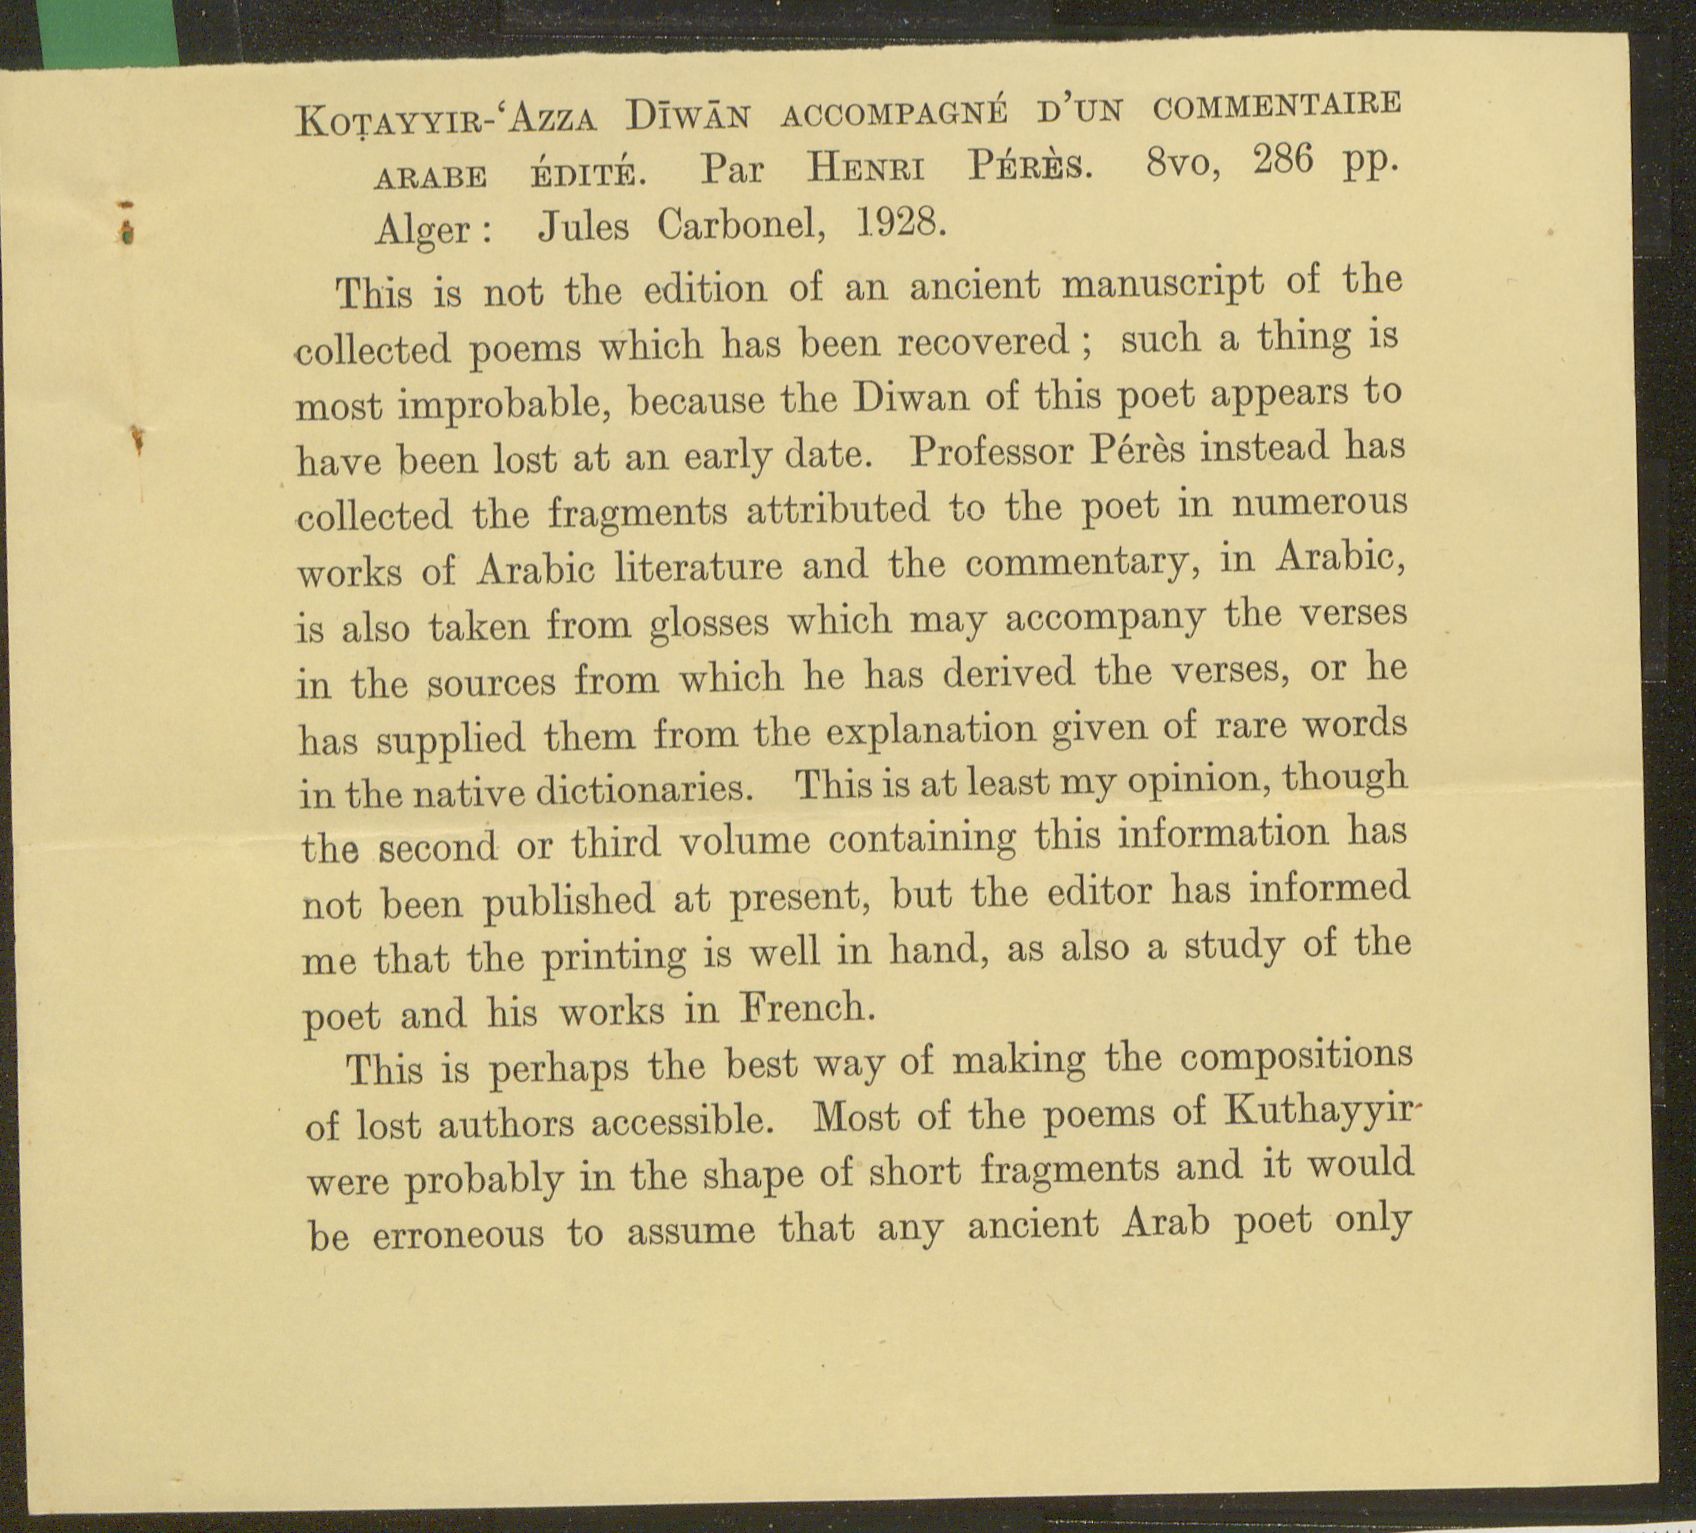 Koṭayyir-‘Azza Dīwān accompagné d’un commentaire
arabe édité. Par Henri Pérès. 8vo, 286 pp.
Alger : Jules Carbonel, 1928.
This is not the edition of an ancient manuscript of the
collected poems which has been recovered ; such a thing is
most improbable, because the Diwan of this poet appears to
have been lost at an early date. Professor Pérès instead has
collected the fragments attributed to the poet in numerous
works of Arabic literature and the commentary, in Arabic,
is also taken from glosses which may accompany the verses
in the sources from which he has derived the verses, or he
has supplied them from the explanation given of rare words
in the native dictionaries. This is at least my opinion, though
the second or third volume containing this information has
not been published at present, but the editor has informed
me that the printing is well in hand, as also a study of the
poet and his works in French.
This is perhaps the best way of making the compositions
of lost authors accessible. Most of the poems of Kuthayyir
were probably in the shape of short fragments and it would
be erroneous to assume that any ancient Arab poet only